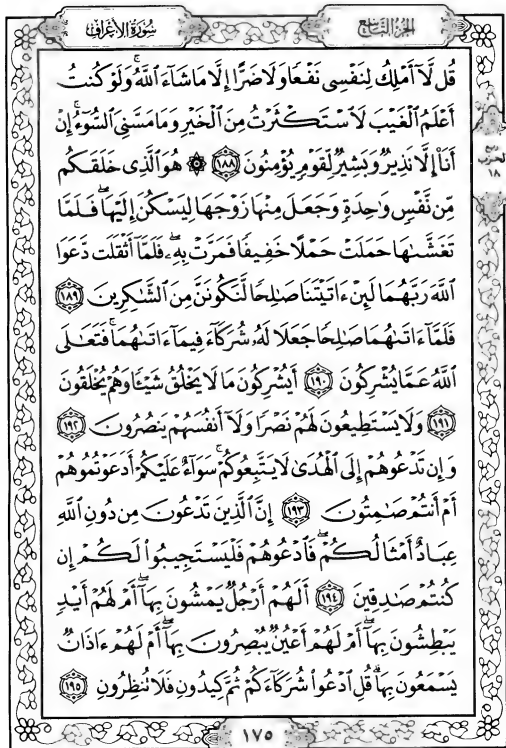 سُورَةُ الأَعْرَافِ
الجُزْءُ التَّاسِعُ
قُل لَّآ أَمْلِكُ لِنَفْسِى نَفْعًا وَلَا ضَرًّا إِلَّا مَا شَآءَ ٱللَّهُ ۚ وَلَوْ كُنتُ
أَعْلَمُ ٱلْغَيْبَ لَٱسْتَكْثَرْتُ مِنَ ٱلْخَيْرِ وَمَا مَسَّنِىَ ٱلسُّوٓءُ ۚ إِنْ
أَنَا۠ إِلَّا نَذِيرٌ وَبَشِيرٌ لِّقَوْمٍ يُؤْمِنُونَ ١٨٨ ۞ هُوَ ٱلَّذِى خَلَقَكُم
مِّن نَّفْسٍ وَٰحِدَةٍ وَجَعَلَ مِنْهَا زَوْجَهَا لِيَسْكُنَ إِلَيْهَا ۖ فَلَمَّا
تَغَشَّىٰهَا حَمَلَتْ حَمْلًا خَفِيفًا فَمَرَّتْ بِهِۦ ۖ فَلَمَّآ أَثْقَلَت دَّعَوَا
ٱللَّهَ رَبَّهُمَا لَئِنْ ءَاتَيْتَنَا صَٰلِحًا لَّنَكُونَنَّ مِنَ ٱلشَّٰكِرِينَ ١٨٩
فَلَمَّآ ءَاتَىٰهُمَا صَٰلِحًا جَعَلَا لَهُۥ شُرَكَآءَ فِيمَآ ءَاتَىٰهُمَا ۚ فَتَعَٰلَى
ٱللَّهُ عَمَّا يُشْرِكُونَ ١٩٠ أَيُشْرِكُونَ مَا لَا يَخْلُقُ شَيْـًٔا وَهُمْ يُخْلَقُونَ
١٩١ وَلَا يَسْتَطِيعُونَ لَهُمْ نَصْرًا وَلَآ أَنفُسَهُمْ يَنصُرُونَ ١٩٢
وَإِن تَدْعُوهُمْ إِلَى ٱلْهُدَىٰ لَا يَتَّبِعُوكُمْ ۚ سَوَآءٌ عَلَيْكُمْ أَدَعَوْتُمُوهُمْ
أَمْ أَنتُمْ صَٰمِتُونَ ١٩٣ إِنَّ ٱلَّذِينَ تَدْعُونَ مِن دُونِ ٱللَّهِ
عِبَادٌ أَمْثَالُكُمْ ۖ فَٱدْعُوهُمْ فَلْيَسْتَجِيبُوا۟ لَكُمْ إِن
كُنتُمْ صَٰدِقِينَ ١٩٤ أَلَهُمْ أَرْجُلٌ يَمْشُونَ بِهَآ ۖ أَمْ لَهُمْ أَيْدٍ
يَبْطِشُونَ بِهَآ ۖ أَمْ لَهُمْ أَعْيُنٌ يُبْصِرُونَ بِهَآ ۖ أَمْ لَهُمْ ءَاذَانٌ
يَسْمَعُونَ بِهَا ۗ قُلِ ٱدْعُوا۟ شُرَكَآءَكُمْ ثُمَّ كِيدُونِ فَلَا تُنظِرُونِ ١٩٥
ربع
الحزب
١٨
١٧٥